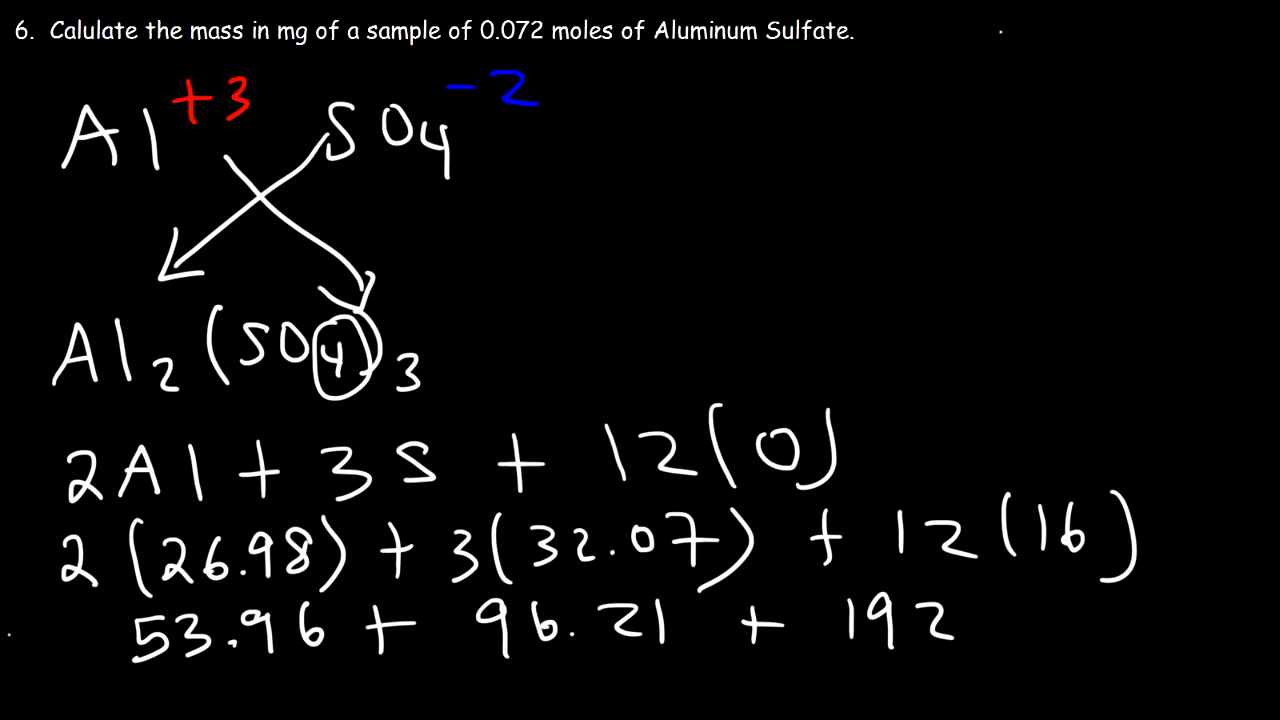 6. Calulate the mass in mg of a sample of 0.072 moles of Aluminum Sulfate.
Al⁺³ SO₄⁻²
Al₂(SO₄)₃
2Al + 3S + 12(O)
2(26.98) + 3(32.07) + 12(16)
53.96 + 96.21 + 192